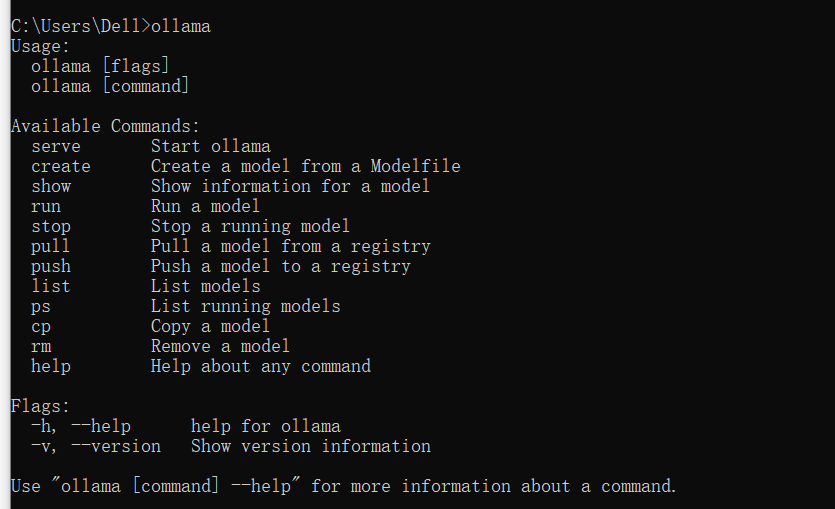 C:\Users\Dell>ollama
Usage:
  ollama [flags]
  ollama [command]

Available Commands:
  serve       Start ollama
  create      Create a model from a Modelfile
  show        Show information for a model
  run         Run a model
  stop        Stop a running model
  pull        Pull a model from a registry
  push        Push a model to a registry
  list        List models
  ps          List running models
  cp          Copy a model
  rm          Remove a model
  help        Help about any command

Flags:
  -h, --help      help for ollama
  -v, --version   Show version information

Use "ollama [command] --help" for more information about a command.